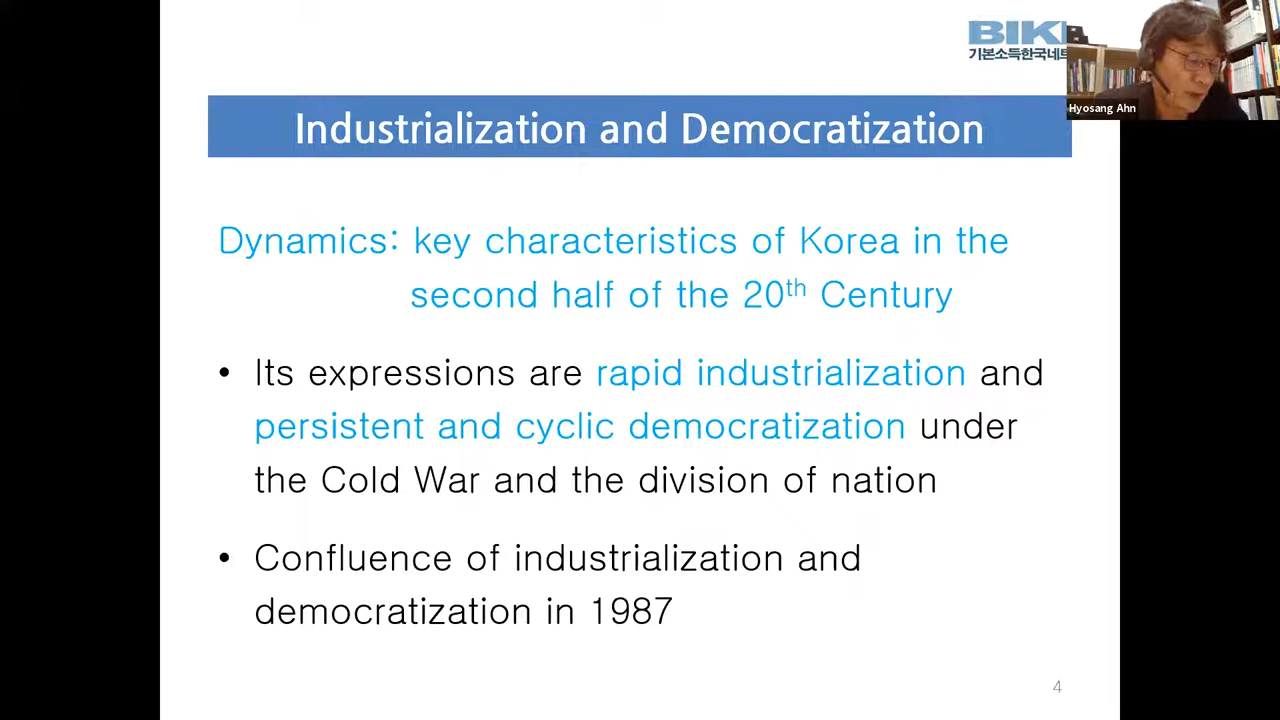 BIK
기본소득한국네트
Hyosang Ahn
Industrialization and Democratization
Dynamics: key characteristics of Korea in the
second half of the 20th Century
• Its expressions are rapid industrialization and
persistent and cyclic democratization under
the Cold War and the division of nation
• Confluence of industrialization and
democratization in 1987
4